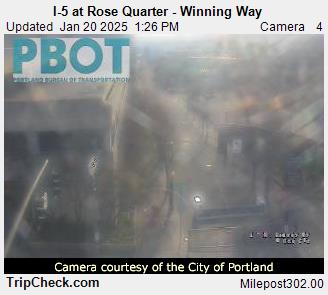 I-5 at Rose Quarter - Winning Way
Updated Jan 20 2025 1:26 PM Camera 4
PBOT
PORTLAND BUREAU OF TRANSPORTATION
Camera courtesy of the City of Portland
TripCheck.com Milepost302.00